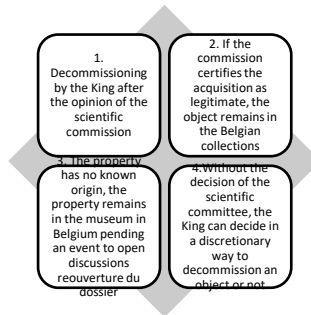 1.
Decommissioning
by the King after
the opinion of the
scientific
commission
2. If the
commission
certifies the
acquisition as
legitimate, the
object remains in
the Belgian
collections
3. The property
has no known
origin, the
property remains
in the museum in
Belgium pending
an event to open
discussions
reouverture du
dossier
4.Without the
decision of the
scientific
committee, the
King can decide in
a discretionary
way to
decommission an
object or not